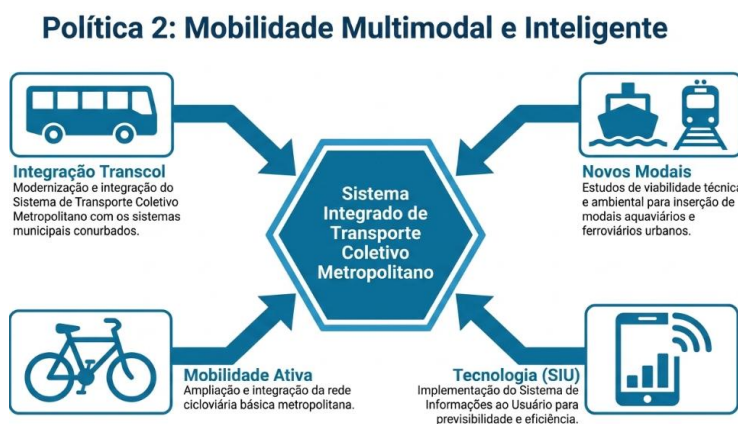 Política 2: Mobilidade Multimodal e Inteligente
Integração Transcol
Modernização e integração do
Sistema de Transporte Coletivo
Metropolitano com os sistemas
municipais conurbados.
Sistema
Integrado de
Transporte
Coletivo
Metropolitano
Novos Modais
Estudos de viabilidade técnica
e ambiental para inserção de
modais aquaviários e
ferroviários urbanos.
Mobilidade Ativa
Ampliação e integração da rede
cicloviária básica metropolitana.
Tecnologia (SIU)
Implementação do Sistema de
Informações ao Usuário para
previsibilidade e eficiência.